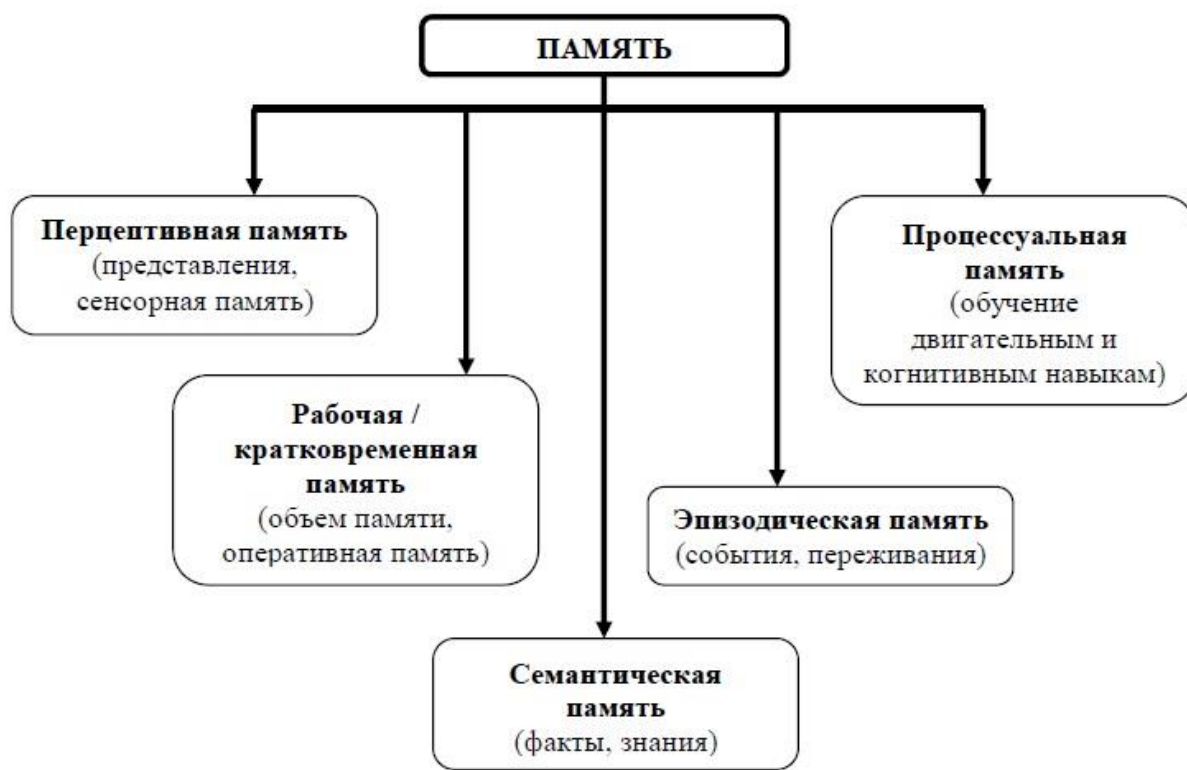 ПАМЯТЬ
Перцептивная память
(представления,
сенсорная память)
Процессуальная
память
(обучение
двигательным и
когнитивным навыкам)
Рабочая /
кратковременная
память
(объем памяти,
оперативная память)
Эпизодическая память
(события, переживания)
Семантическая
память
(факты, знания)